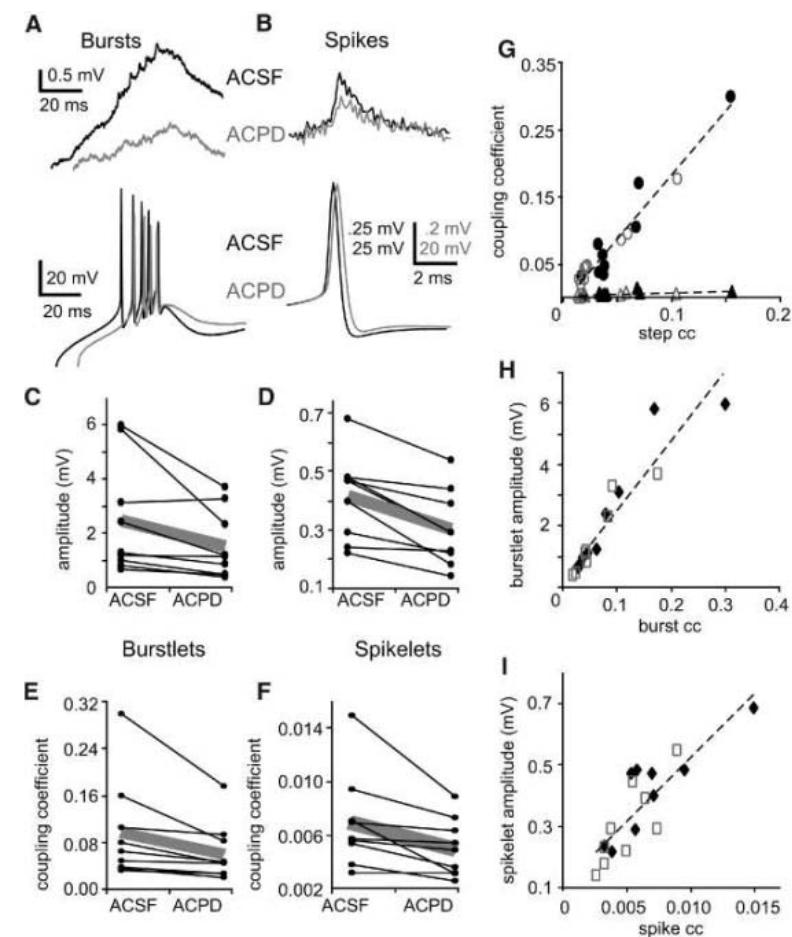 A
Bursts
0.5 mV
20 ms
B
Spikes
ACSF
ACPD
20 mV
20 ms
ACSF
ACPD
.25 mV
25 mV
.2 mV
20 mV
2 ms
G
0.35
0.25
0.15
0.05
coupling coefficient
0
0.1
0.2
step cc
C
6
4
2
0
amplitude (mV)
ACSF
ACPD
D
0.7
0.5
0.3
0.1
amplitude (mV)
ACSF
ACPD
H
6
4
2
burstlet amplitude (mV)
0
0.1
0.2
0.3
0.4
burst cc
Burstlets
Spikelets
E
0.32
0.24
0.16
0.08
0.00
coupling coefficient
ACSF
ACPD
F
0.014
0.010
0.006
0.002
coupling coefficient
ACSF
ACPD
I
0.7
0.5
0.3
0.1
spikelet amplitude (mV)
0
0.005
0.010
0.015
spike cc